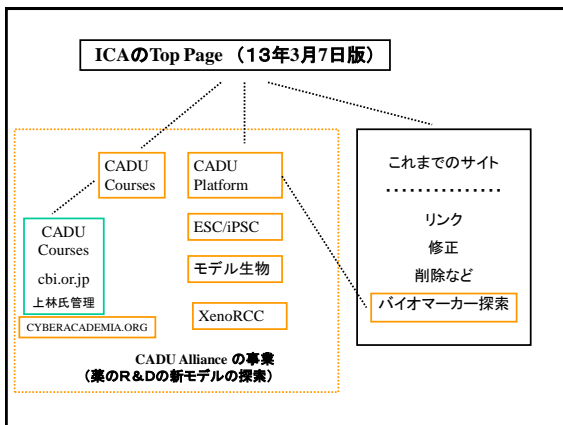 ICAのTop Page （１３年3月7日版）
CADU
Courses
CADU
Platform
CADU
Courses
cbi.or.jp
上林氏管理
CYBERACADEMIA.ORG
ESC/iPSC
モデル生物
XenoRCC
CADU Alliance の事業
（薬のR＆Dの新モデルの探索）
これまでのサイト
・・・・・・・・・・・・・・・
リンク
修正
削除など
バイオマーカー探索